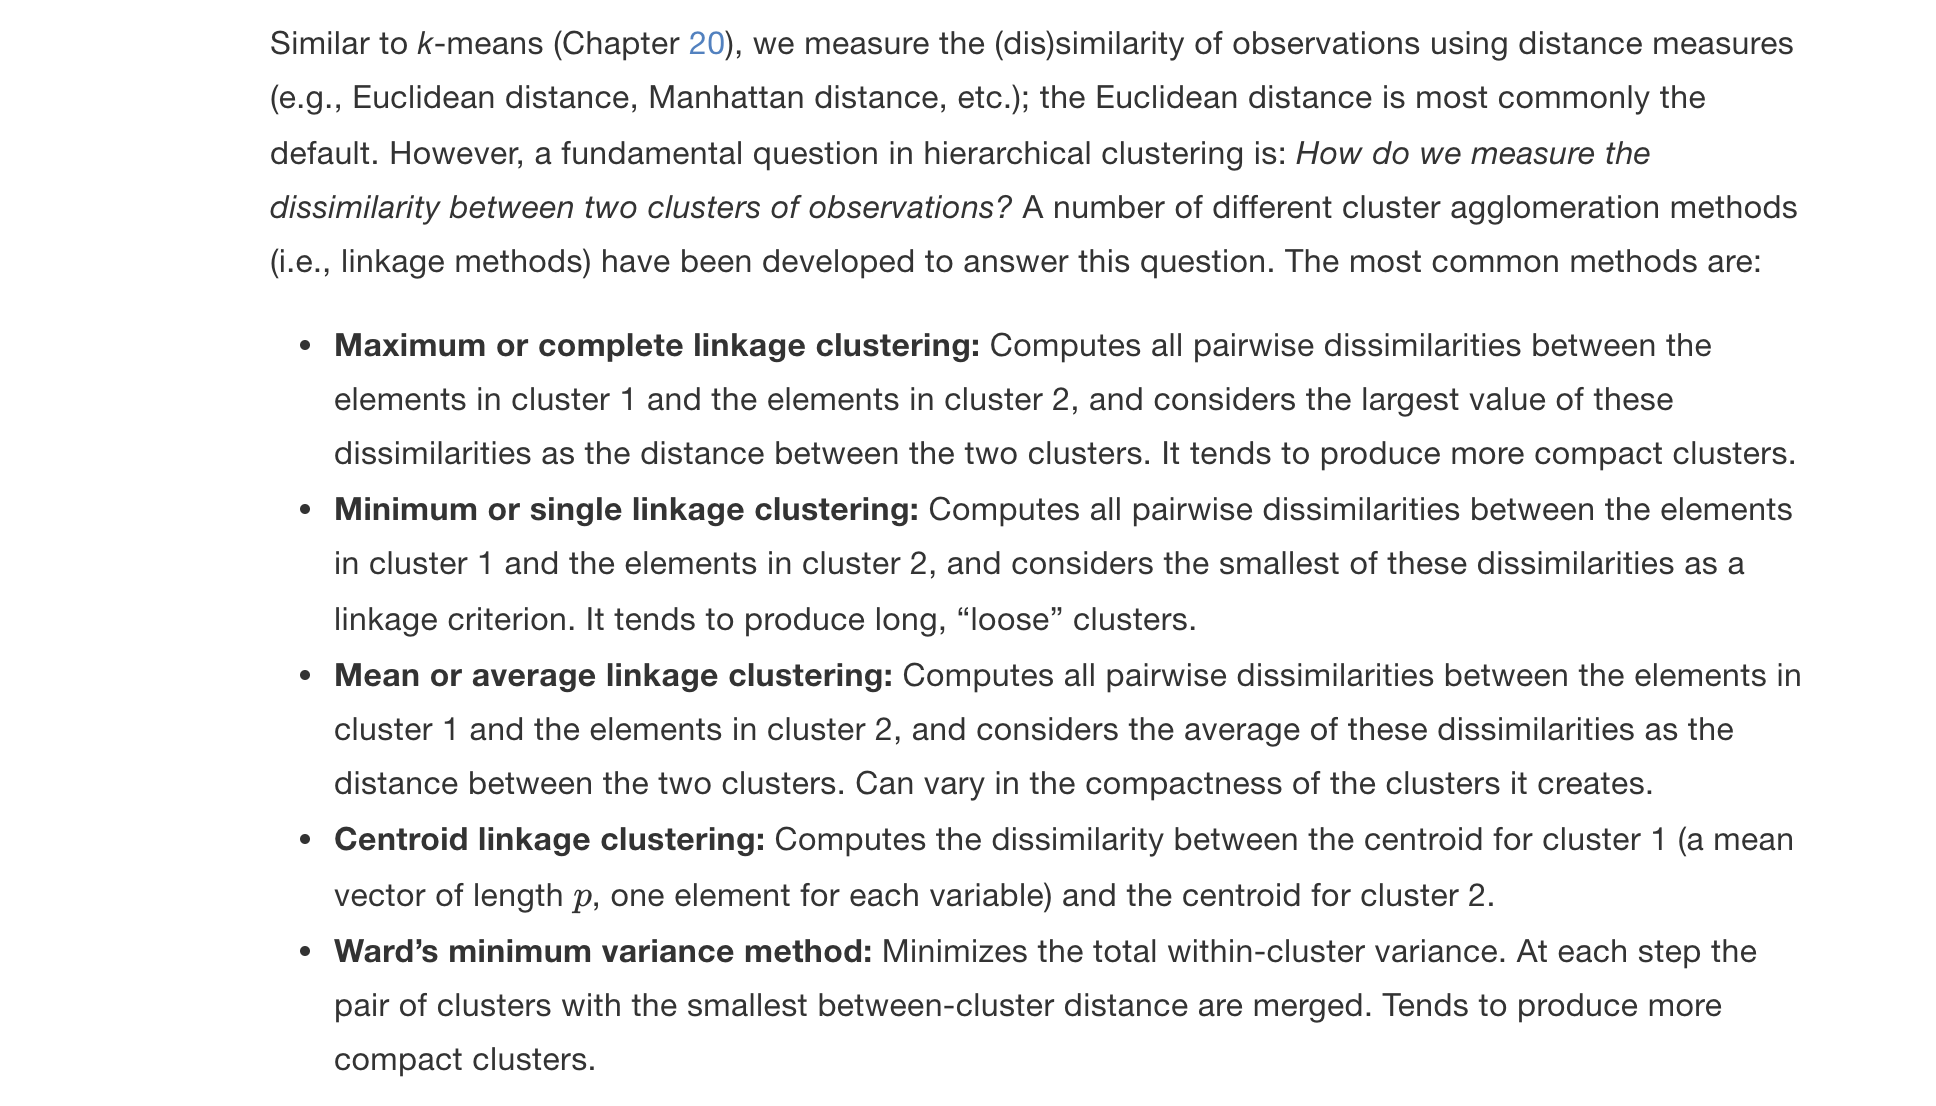 Similar to k-means (Chapter 20), we measure the (dis)similarity of observations using distance measures
(e.g., Euclidean distance, Manhattan distance, etc.); the Euclidean distance is most commonly the
default. However, a fundamental question in hierarchical clustering is: How do we measure the
dissimilarity between two clusters of observations? A number of different cluster agglomeration methods
(i.e., linkage methods) have been developed to answer this question. The most common methods are:
• Maximum or complete linkage clustering: Computes all pairwise dissimilarities between the
elements in cluster 1 and the elements in cluster 2, and considers the largest value of these
dissimilarities as the distance between the two clusters. It tends to produce more compact clusters.
• Minimum or single linkage clustering: Computes all pairwise dissimilarities between the elements
in cluster 1 and the elements in cluster 2, and considers the smallest of these dissimilarities as a
linkage criterion. It tends to produce long, “loose” clusters.
• Mean or average linkage clustering: Computes all pairwise dissimilarities between the elements in
cluster 1 and the elements in cluster 2, and considers the average of these dissimilarities as the
distance between the two clusters. Can vary in the compactness of the clusters it creates.
• Centroid linkage clustering: Computes the dissimilarity between the centroid for cluster 1 (a mean
vector of length p, one element for each variable) and the centroid for cluster 2.
• Ward’s minimum variance method: Minimizes the total within-cluster variance. At each step the
pair of clusters with the smallest between-cluster distance are merged. Tends to produce more
compact clusters.